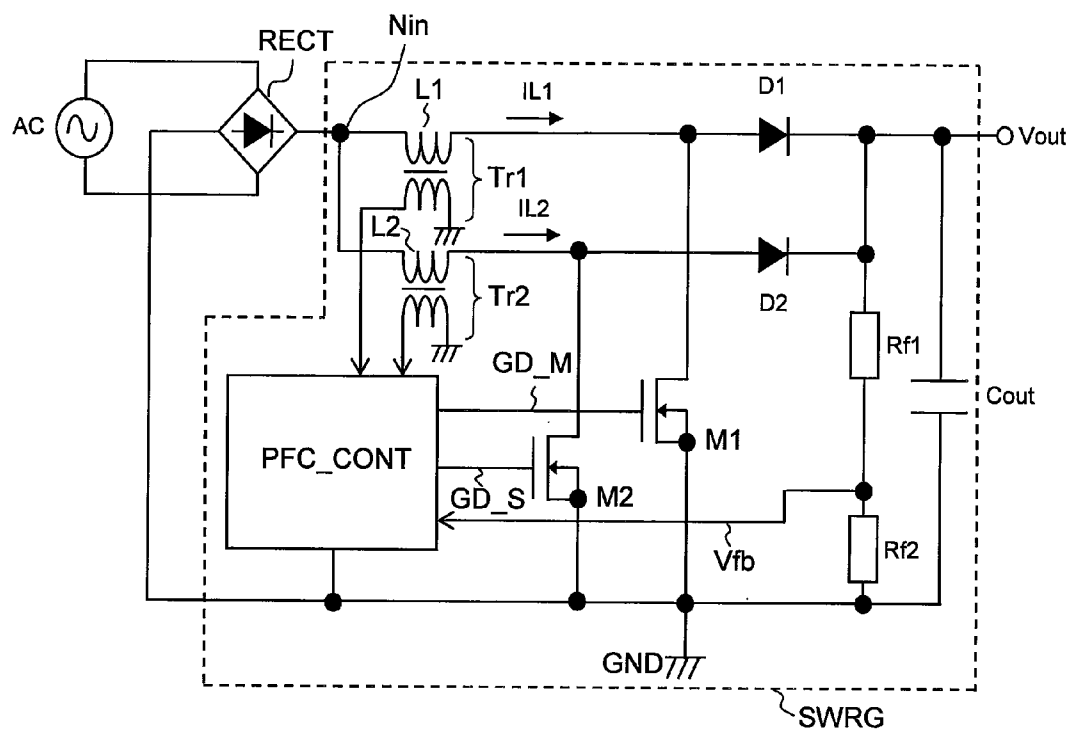 Nin
RECT
L1
IL1
D1
AC
Vout
Tr1
L2
IL2
Tr2
D2
Rf1
GD_M
Cout
M1
PFC_CONT
GD_S
M2
Vfb
Rf2
GND
SWRG